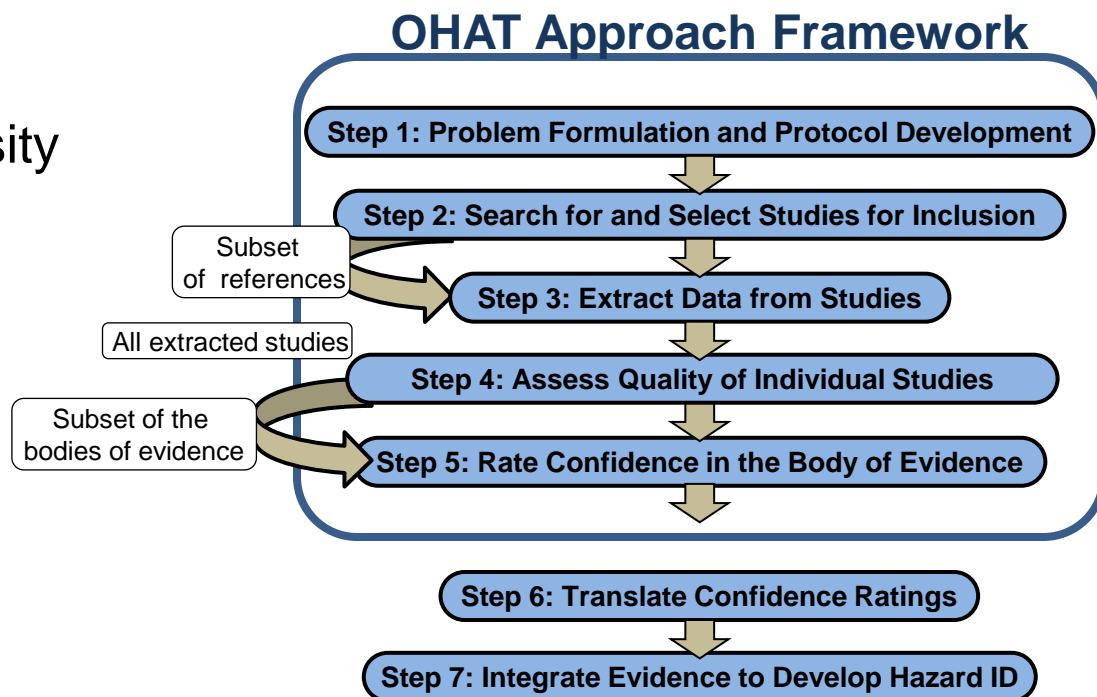 OHAT Approach Framework
sity
Step 1: Problem Formulation and Protocol Development
Step 2: Search for and Select Studies for Inclusion
Subset
of references
Step 3: Extract Data from Studies
All extracted studies
Step 4: Assess Quality of Individual Studies
Subset of the
bodies of evidence
Step 5: Rate Confidence in the Body of Evidence
Step 6: Translate Confidence Ratings
Step 7: Integrate Evidence to Develop Hazard ID